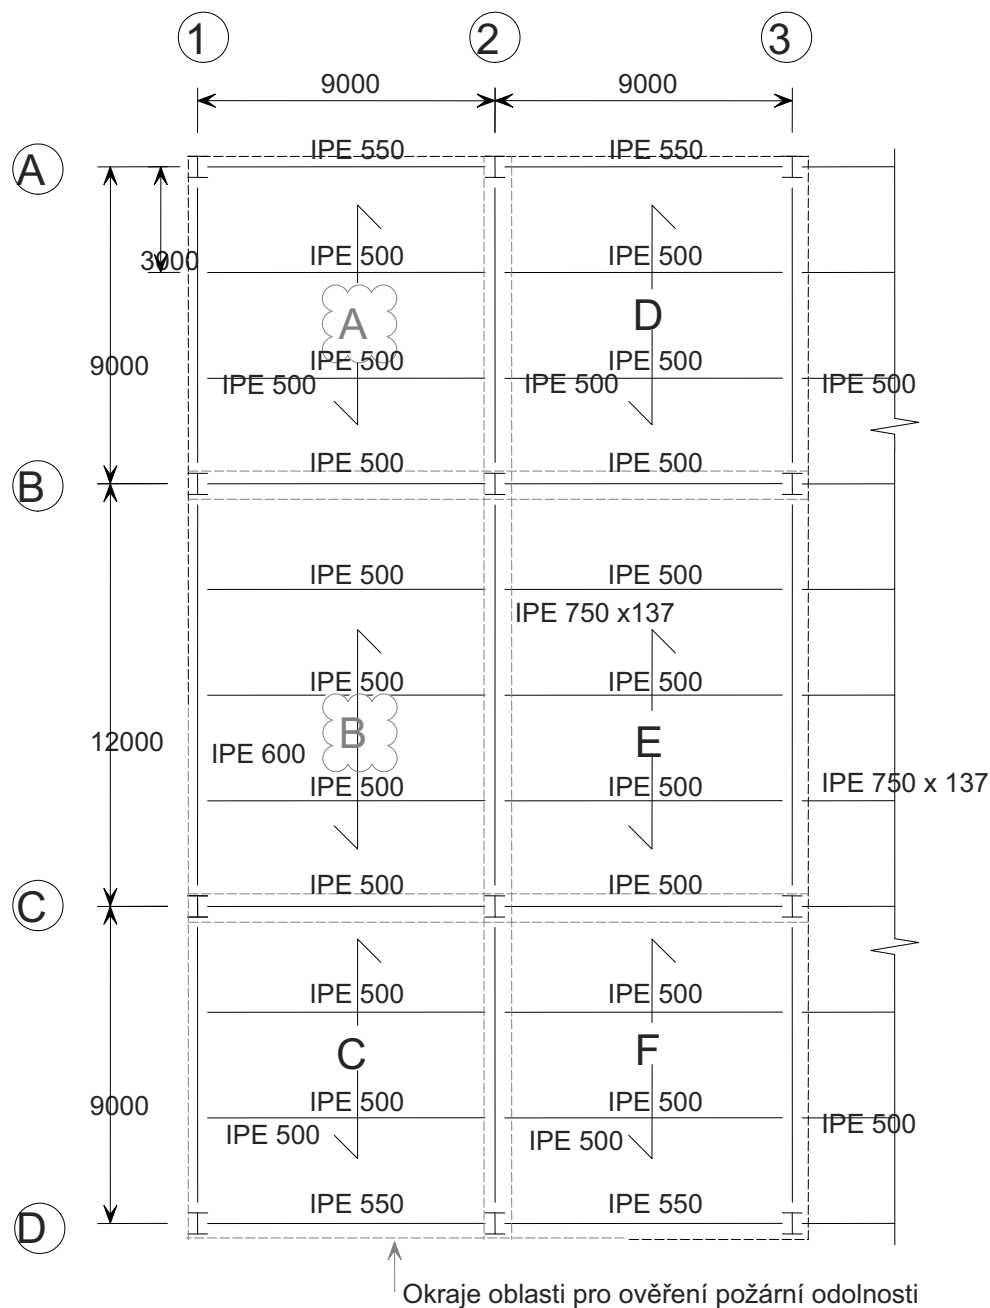 1 2 3
9000 9000
IPE 550 IPE 550
A
IPE 500 IPE 500
3000
A D
IPE 500 IPE 500
9000
IPE 500 IPE 500 IPE 500
IPE 500 IPE 500
B
IPE 500 IPE 500
IPE 750 x137
IPE 500 IPE 500
B E
12000
IPE 600
IPE 500 IPE 500
IPE 750 x 137
IPE 500 IPE 500
C
IPE 500 IPE 500
C F
IPE 500 IPE 500
9000
IPE 500 IPE 500 IPE 500
IPE 550 IPE 550
D
Okraje oblasti pro ověření požární odolnosti